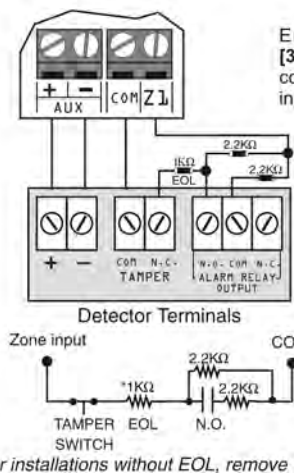 E
[3
co
in
+ -
AUX
COM Z1
2.2KΩ
1KΩ
EOL
2.2KΩ
+ -
COM N.C.
TAMPER
N.O. COM N.C.
ALARM RELAY
OUTPUT
Detector Terminals
Zone input
CO
2.2KΩ
*1KΩ
2.2KΩ
TAMPER
SWITCH
EOL
N.O.
r installations without EOL, remove